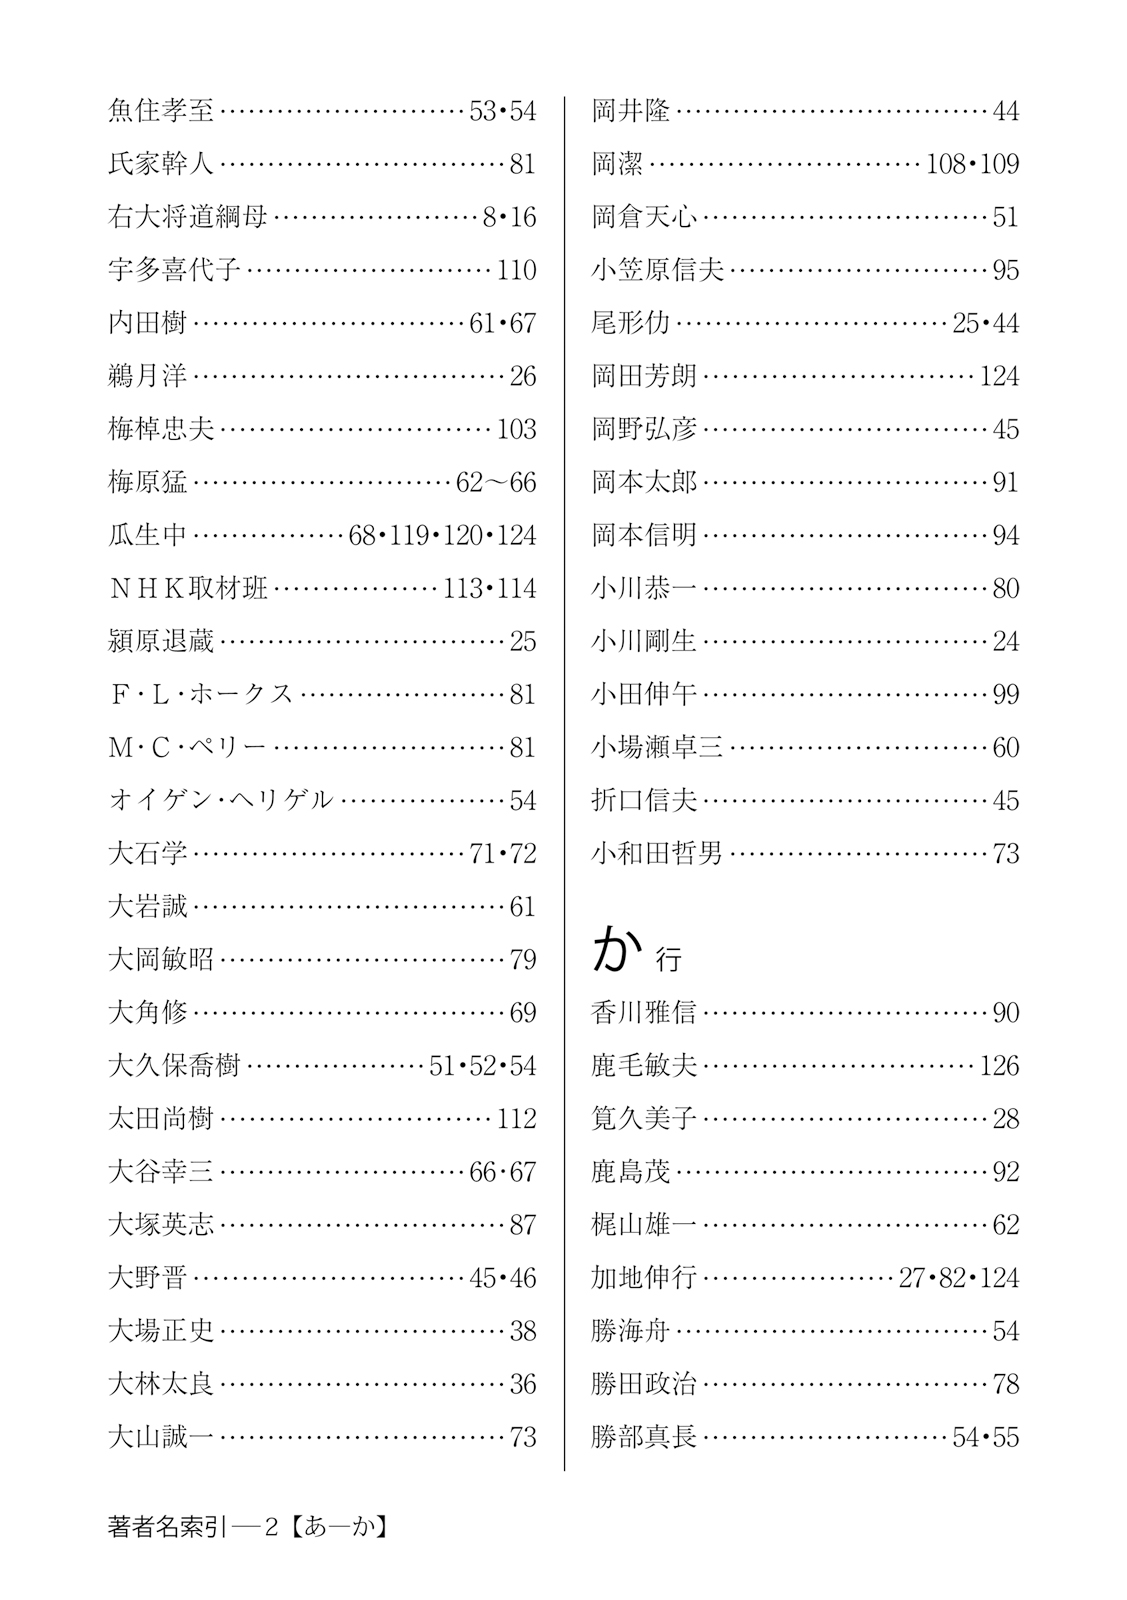 魚住孝至………………………53・54
氏家幹人……………………………81
右大将道綱母……………………8・16
宇多喜代子………………………110
内田樹…………………………61・67
鵜月洋………………………………26
梅棹忠夫…………………………103
梅原猛…………………………62〜66
瓜生中………………68・119・120・124
ＮＨＫ取材班………………113・114
潁原退蔵……………………………25
Ｆ・Ｌ・ホークス……………………81
Ｍ・Ｃ・ペリー………………………81
オイゲン・ヘリゲル………………54
大石学…………………………71・72
大岩誠………………………………61
大岡敏昭……………………………79
大角修………………………………69
大久保喬樹…………………51・52・54
太田尚樹…………………………112
大谷幸三………………………66・67
大塚英志……………………………87
大野晋…………………………45・46
大場正史……………………………38
大林太良……………………………36
大山誠一……………………………73
岡井隆………………………………44
岡潔…………………………108・109
岡倉天心……………………………51
小笠原信夫…………………………95
尾形仂…………………………25・44
岡田芳朗…………………………124
岡野弘彦……………………………45
岡本太郎……………………………91
岡本信明……………………………94
小川恭一……………………………80
小川剛生……………………………24
小田伸午……………………………99
小場瀬卓三…………………………60
折口信夫……………………………45
小和田哲男…………………………73
か 行
香川雅信……………………………90
鹿毛敏夫…………………………126
筧久美子……………………………28
鹿島茂………………………………92
梶山雄一……………………………62
加地伸行…………………27・82・124
勝海舟………………………………54
勝田政治……………………………78
勝部真長………………………54・55
著者名索引―2【あ―か】